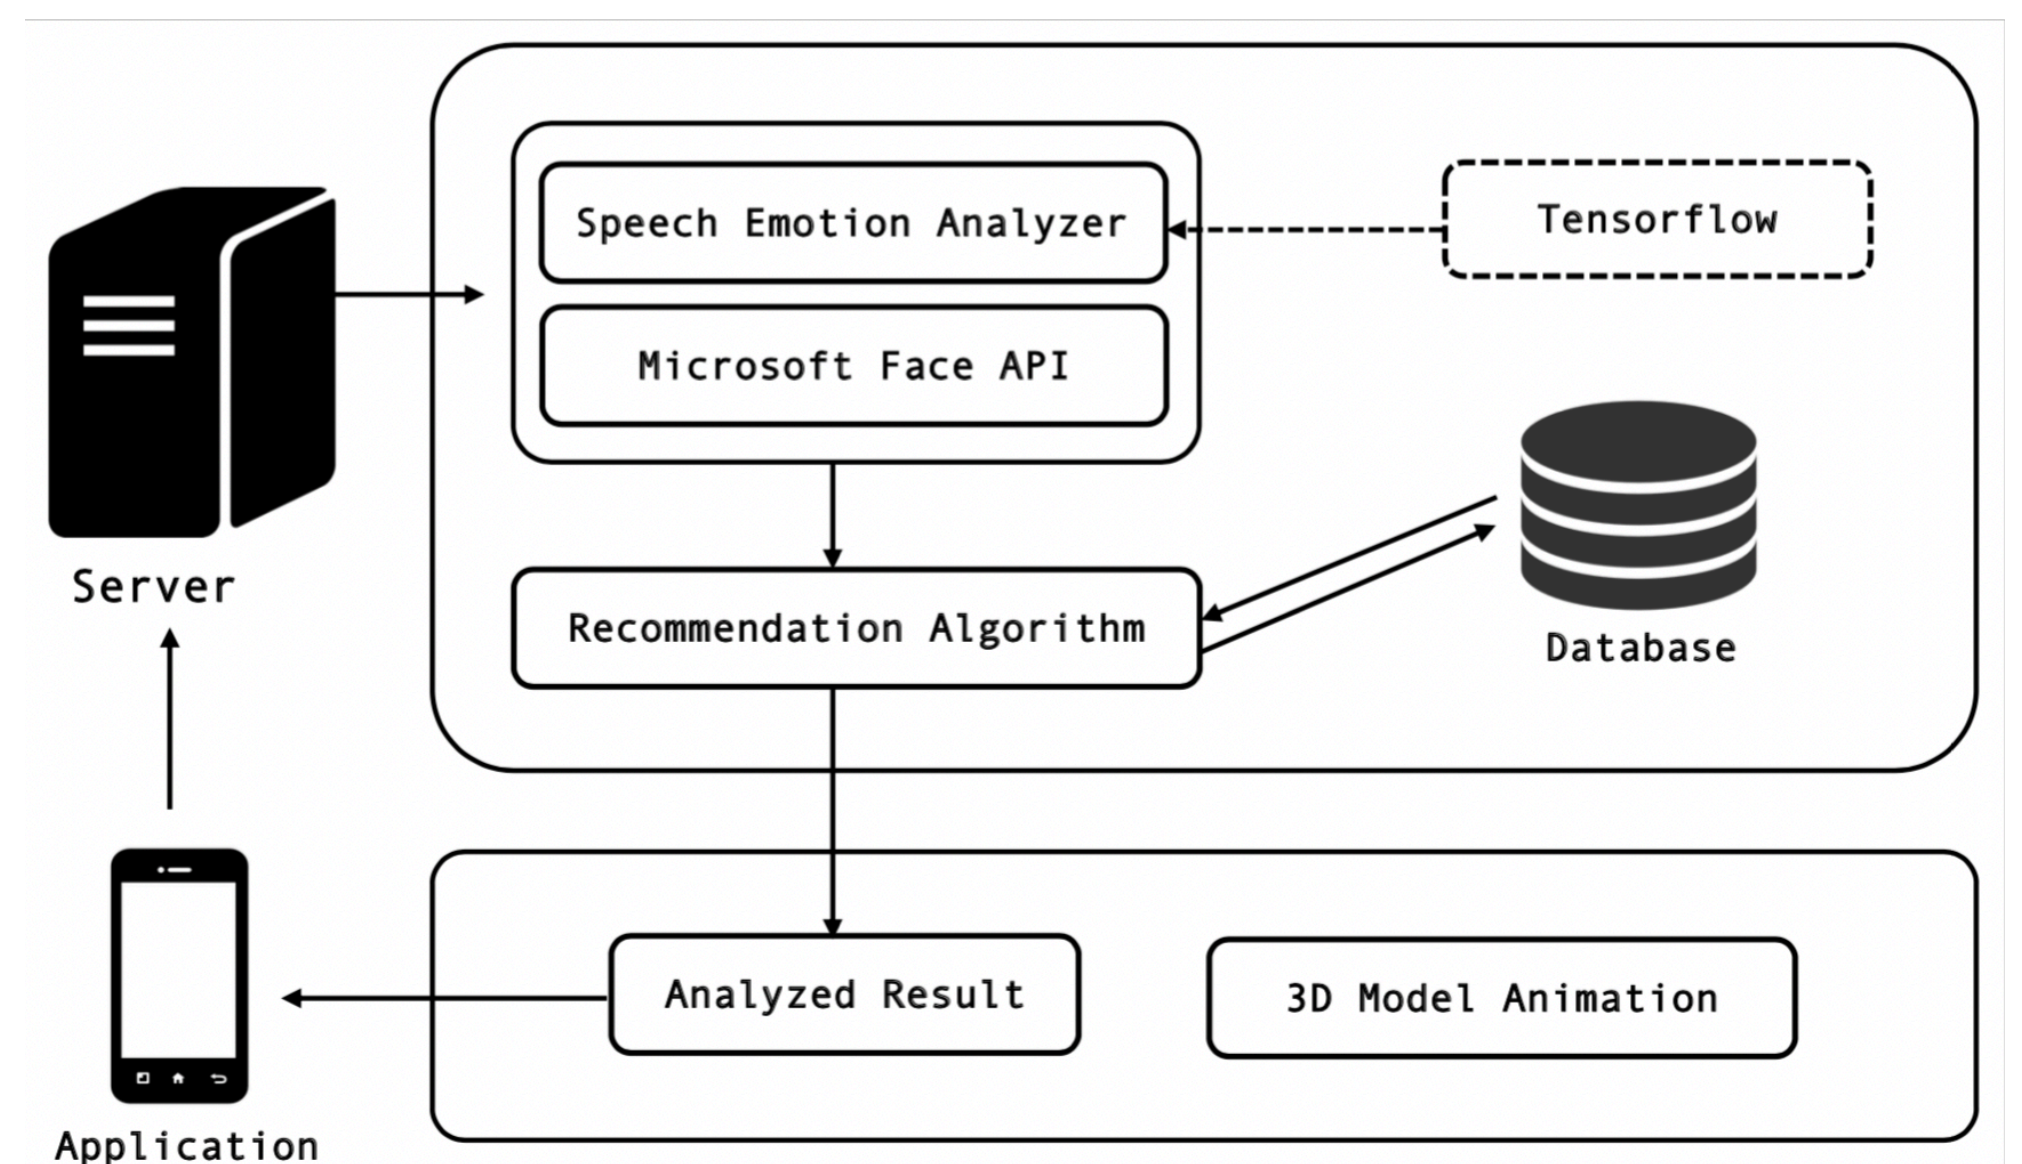 Speech Emotion Analyzer
Tensorflow
Microsoft Face API
Server
Recommendation Algorithm
Database
Analyzed Result
3D Model Animation
Application